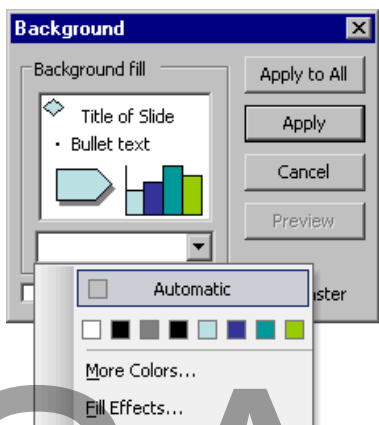 Background
Background fill
Title of Slide
• Bullet text
Apply to All
Apply
Cancel
Preview
Automatic
More Colors...
Fill Effects...